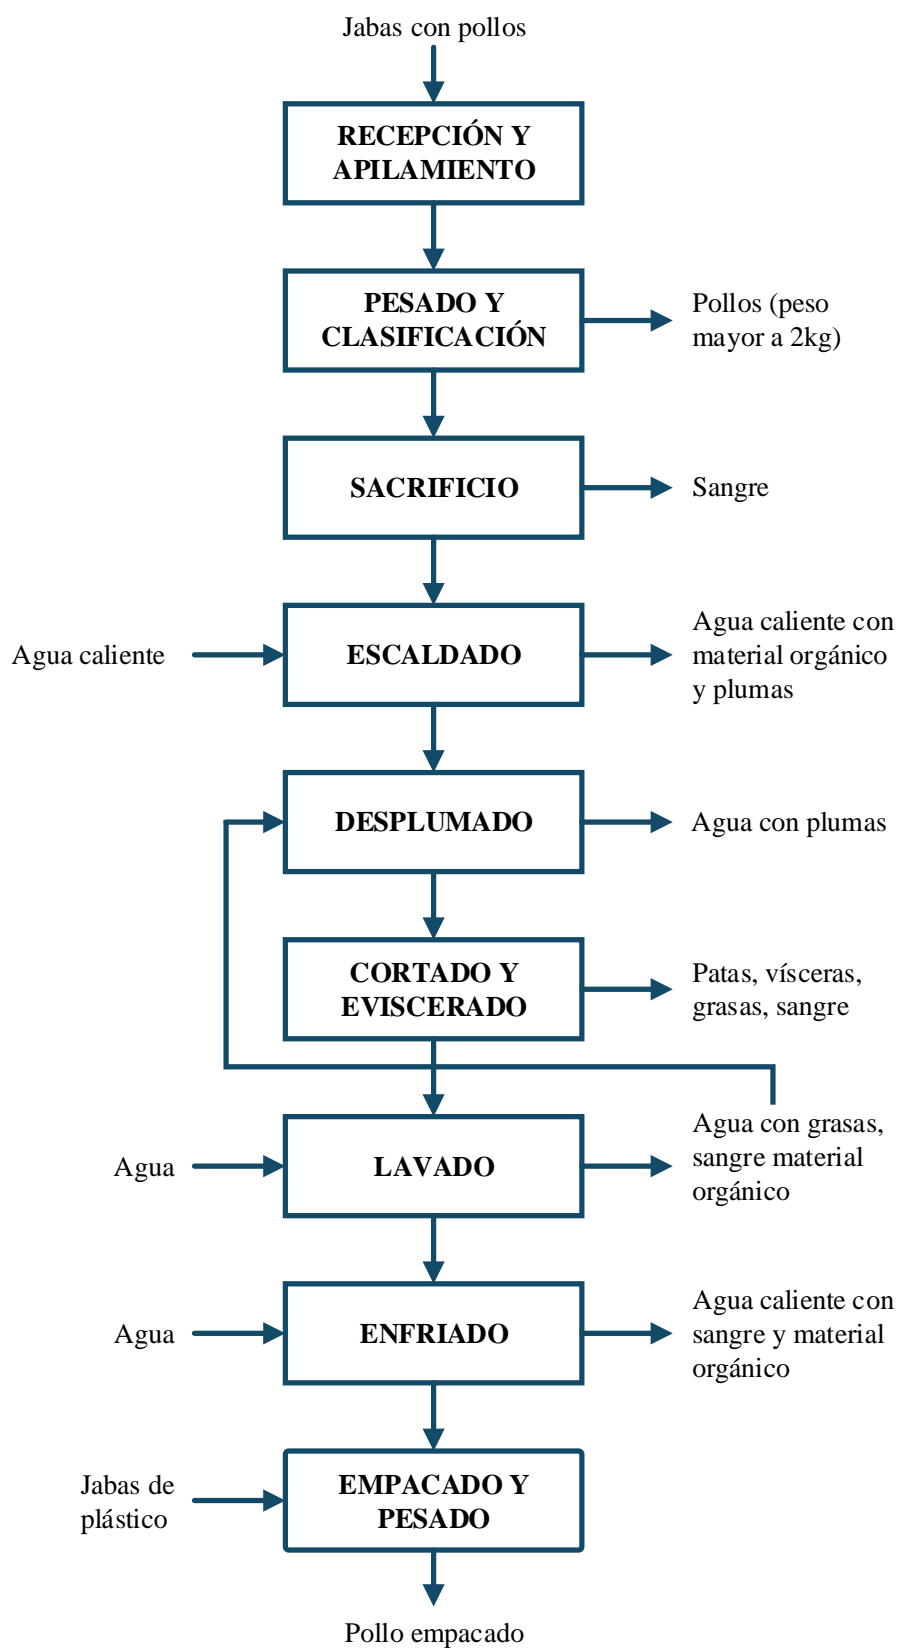 Jabas con pollos
RECEPCIÓN Y
APILAMIENTO
PESADO Y
CLASIFICACIÓN
Pollos (peso
mayor a 2kg)
SACRIFICIO
Sangre
Agua caliente
ESCALDADO
Agua caliente con
material orgánico
y plumas
DESPLUMADO
Agua con plumas
CORTADO Y
EVISCERADO
Patas, vísceras,
grasas, sangre
Agua
LAVADO
Agua con grasas,
sangre material
orgánico
Agua
ENFRIADO
Agua caliente con
sangre y material
orgánico
Jabas de
plástico
EMPACADO Y
PESADO
Pollo empacado